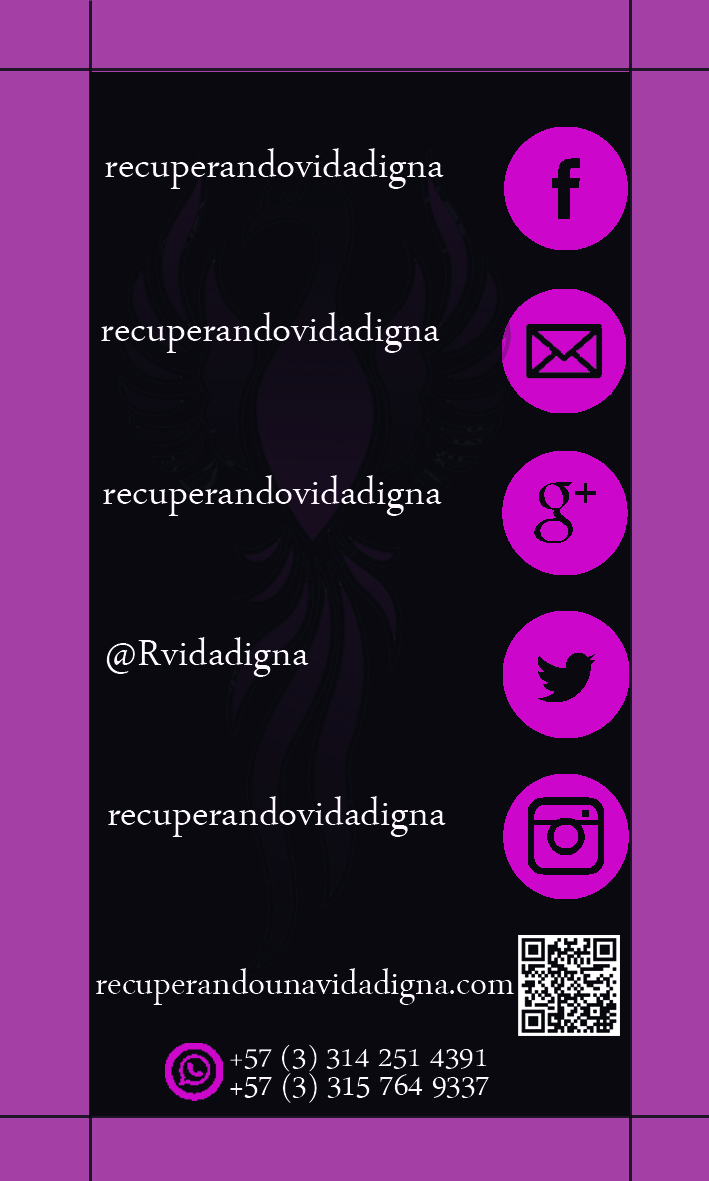 recuperandovidadigna
recuperandovidadigna
recuperandovidadigna
g+
@Rvidadigna
recuperandovidadigna
recuperandounavidadigna.com
+57 (3) 314 251 4391
+57 (3) 315 764 9337